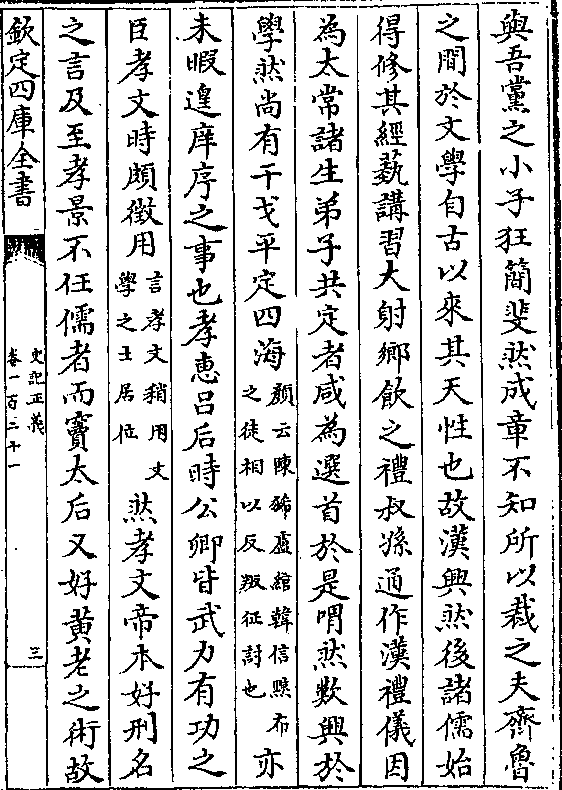 與吾黨之小子狂簡斐然成章不知所以裁之夫齊魯
之間於文學自古以來其天性也故漢興然後諸儒始
得修其經蓺講習大射鄉飲之禮叔孫通作漢禮儀因
為太常諸生弟子共定者咸為選首於是喟然歎興於
學然尚有干戈平定四海顔云陳豨盧綰韓信黥布之徒相以反叛征討也亦
未暇遑庠序之事也孝惠吕后時公卿皆武力有功之
臣孝文時頗徵用言孝文稍用文學之士居位然孝文帝本好刑名
之言及至孝景不任儒者而竇太后又好黄老之術故
欽定四庫全書
史記正義
卷一百二十一
三